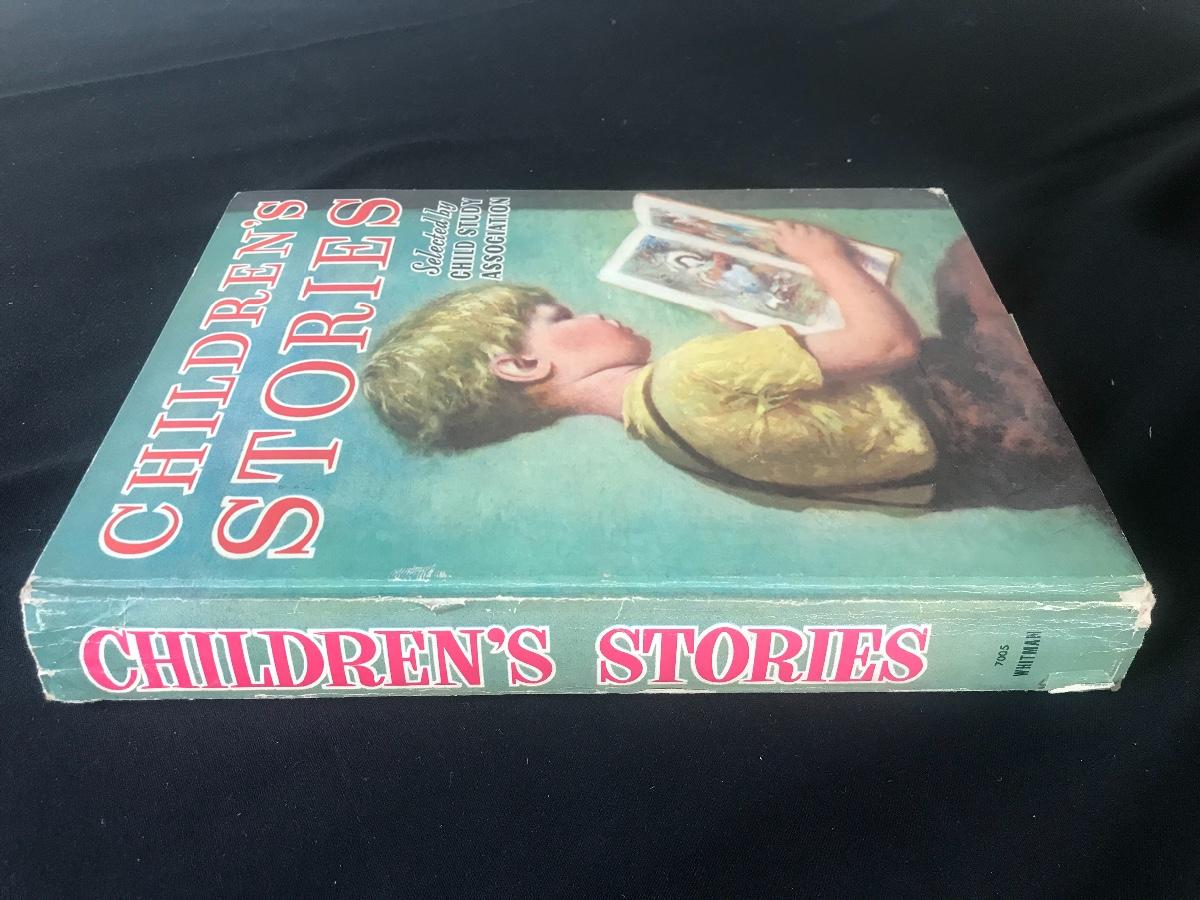 CHILDREN'S
STORIES
Selected by
CHILD STUDY
ASSOCIATION
CHILDREN'S STORIES
7005
WHITMAN